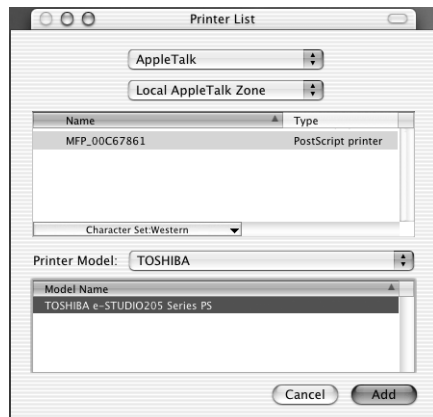 Printer List
AppleTalk
Local AppleTalk Zone
Name Type
MFP_00C67861 PostScript printer
Character Set:Western
Printer Model: TOSHIBA
Model Name
TOSHIBA e-STUDIO205 Series PS
Cancel Add